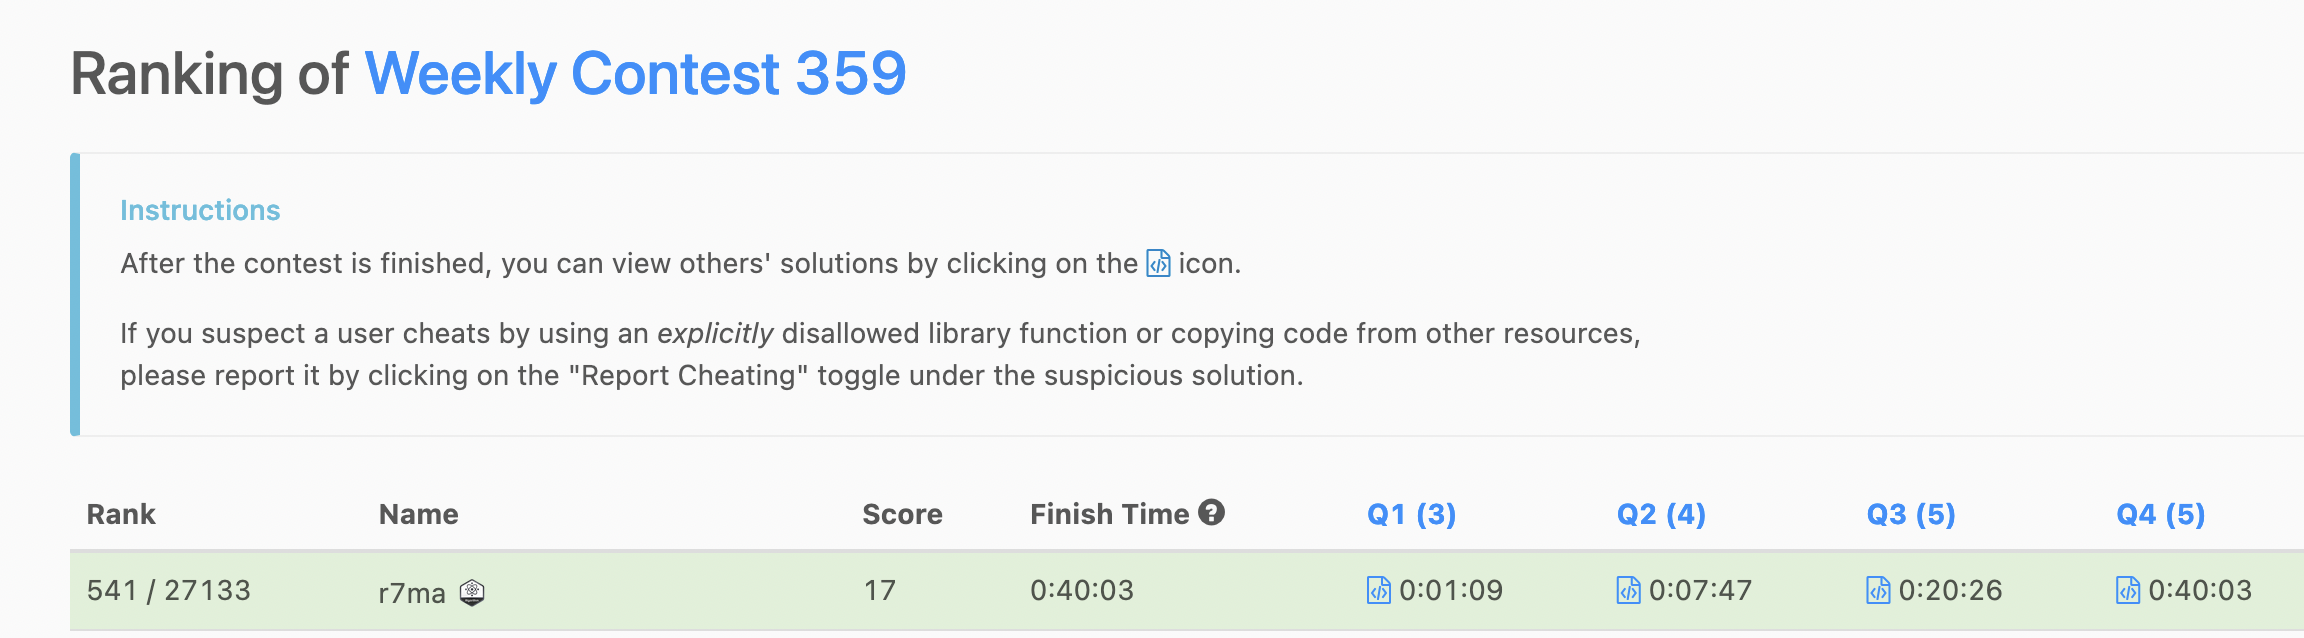 Ranking of Weekly Contest 359
Instructions
After the contest is finished, you can view others' solutions by clicking on the icon.
If you suspect a user cheats by using an explicitly disallowed library function or copying code from other resources,
please report it by clicking on the "Report Cheating" toggle under the suspicious solution.
Rank Name Score Finish Time ? Q1 (3) Q2 (4) Q3 (5) Q4 (5)
541 / 27133 r7ma 17 0:40:03 0:01:09 0:07:47 0:20:26 0:40:03